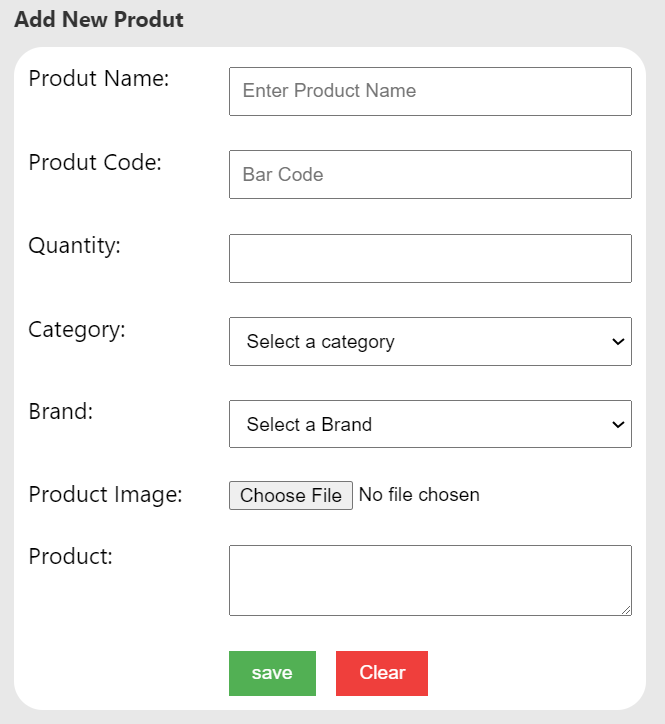 Add New Produt
Produt Name: Enter Product Name
Produt Code: Bar Code
Quantity:
Category: Select a category
Brand: Select a Brand
Product Image: Choose File No file chosen
Product:
save Clear